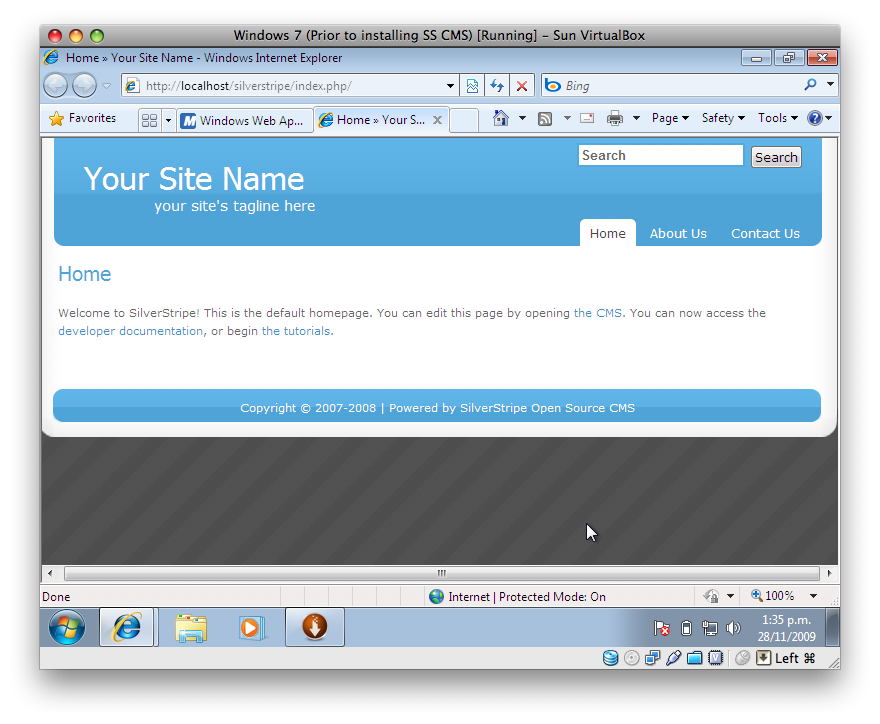 Windows 7 (Prior to installing SS CMS) [Running] – Sun VirtualBox
Home » Your Site Name - Windows Internet Explorer
http://localhost/silverstripe/index.php/
Bing
Favorites
Windows Web Ap...
Home » Your S...
Page
Safety
Tools
Search
Search
Your Site Name
your site's tagline here
Home
About Us
Contact Us
Home
Welcome to SilverStripe! This is the default homepage. You can edit this page by opening the CMS. You can now access the
developer documentation, or begin the tutorials.
Copyright © 2007-2008 | Powered by SilverStripe Open Source CMS
Done
Internet | Protected Mode: On
100%
1:35 p.m.
28/11/2009
Left ⌘